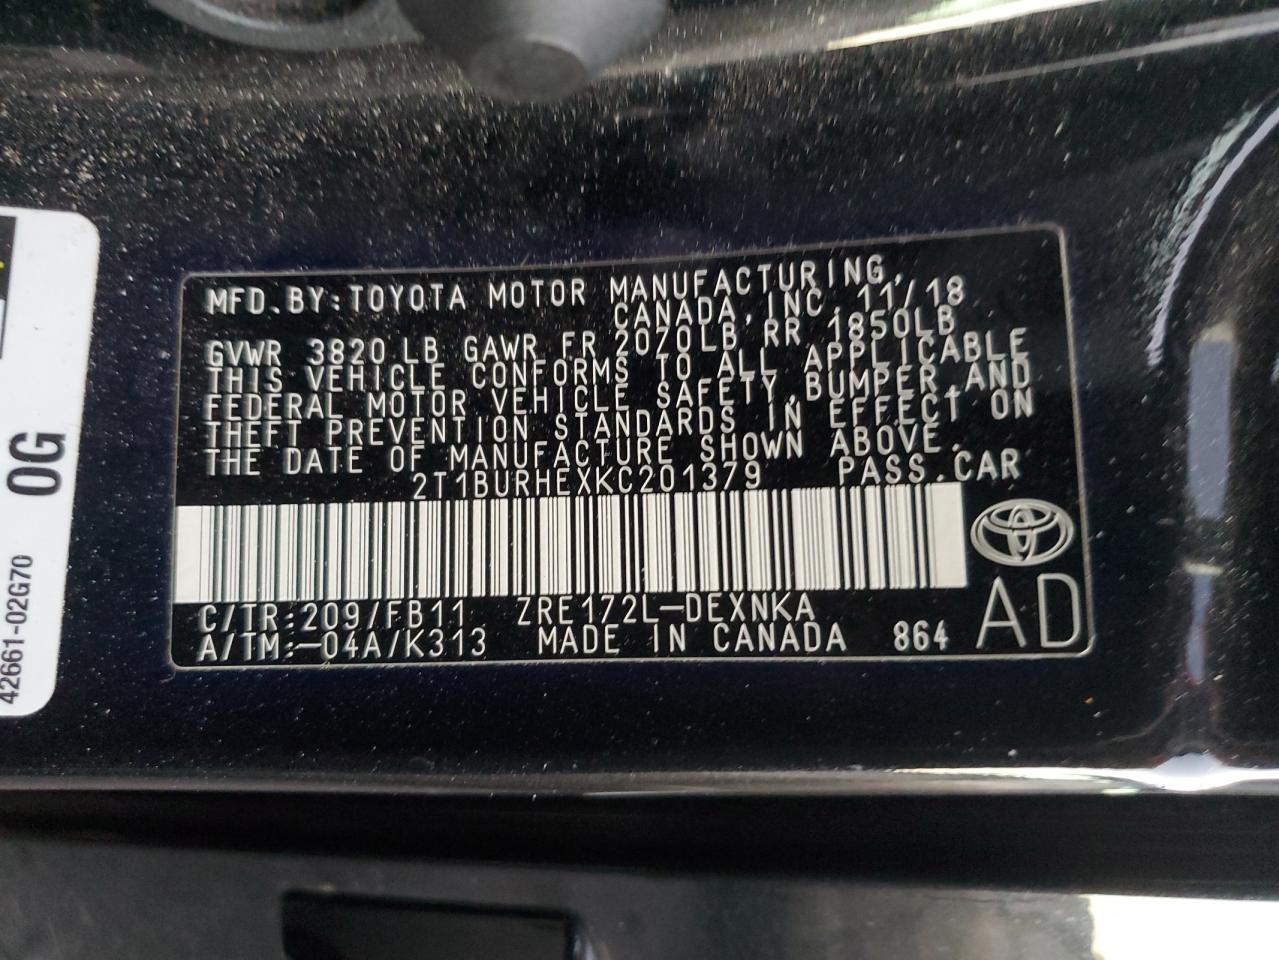 MFD.BY:TOYOTA MOTOR MANUFACTURING,
CANADA,INC. 11/18
GVWR 3820 LB GAWR FR 2070LB RR 1850LB
THIS VEHICLE CONFORMS TO ALL APPLICABLE
FEDERAL MOTOR VEHICLE SAFETY,BUMPER,AND
THEFT PREVENTION STANDARDS IN EFFECT ON
THE DATE OF MANUFACTURE SHOWN ABOVE.
2T1BURHEXKC201379 PASS.CAR
C/TR:209/FB11 ZRE172L-DEXNKA
A/TM:-04A/K313 MADE IN CANADA 864
AD
0G
42661-02G70